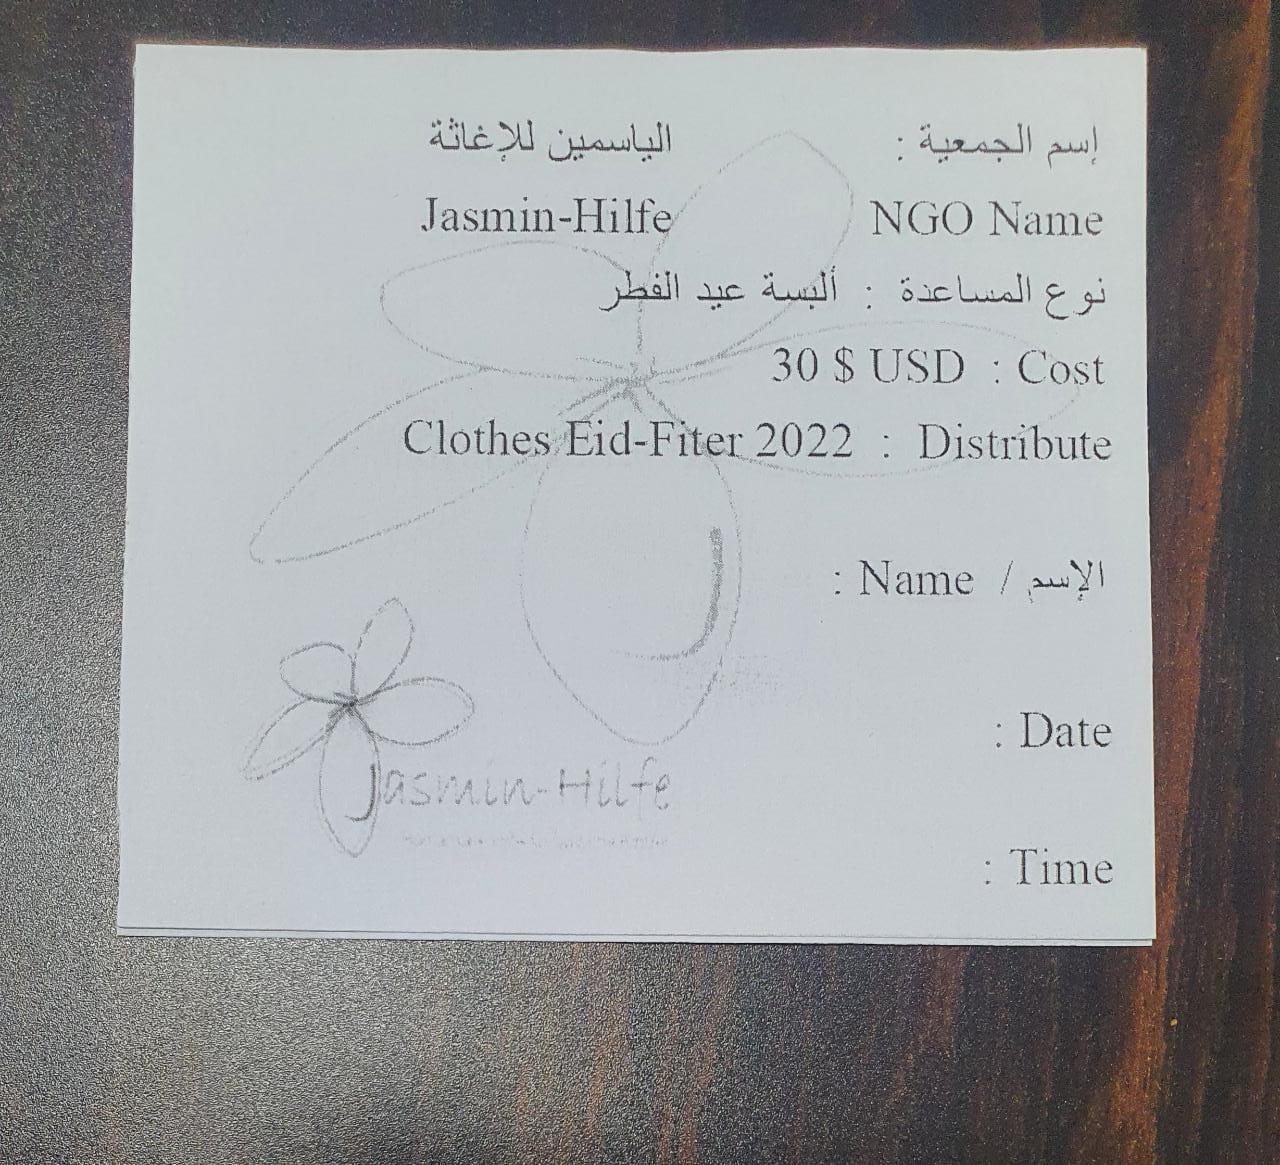 إسم الجمعية : الياسمين للإغاثة
NGO Name Jasmin-Hilfe
نوع المساعدة : ألبسة عيد الفطر
Cost : 30 $ USD
Distribute : Clothes Eid-Fiter 2022
الإسم / Name :
Date :
Jasmin-Hilfe
Time :